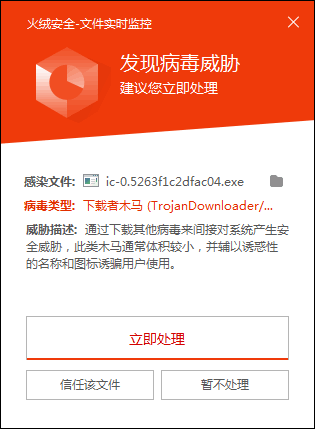 火绒安全-文件实时监控
发现病毒威胁
建议您立即处理
感染文件: ic-0.5263f1c2dfac04.exe
病毒类型: 下载者木马 (TrojanDownloader/...
威胁描述: 通过下载其他病毒来间接对系统产生安
全威胁，此类木马通常体积较小，并辅以诱惑性
的名称和图标诱骗用户使用。
立即处理
信任该文件 暂不处理